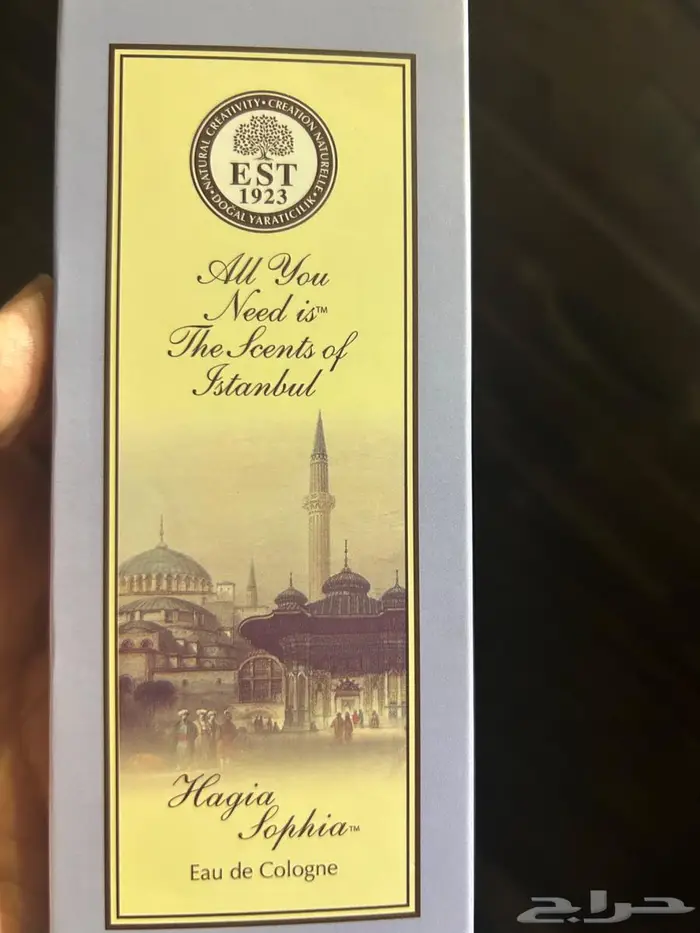 NATURAL CREATIVITY • CREATION NATURELLE • DOĞAL YARATICILIK •
EST
1923
All You
Need is™
The Scents of
Istanbul
Hagia
Sophia™
Eau de Cologne
حراج